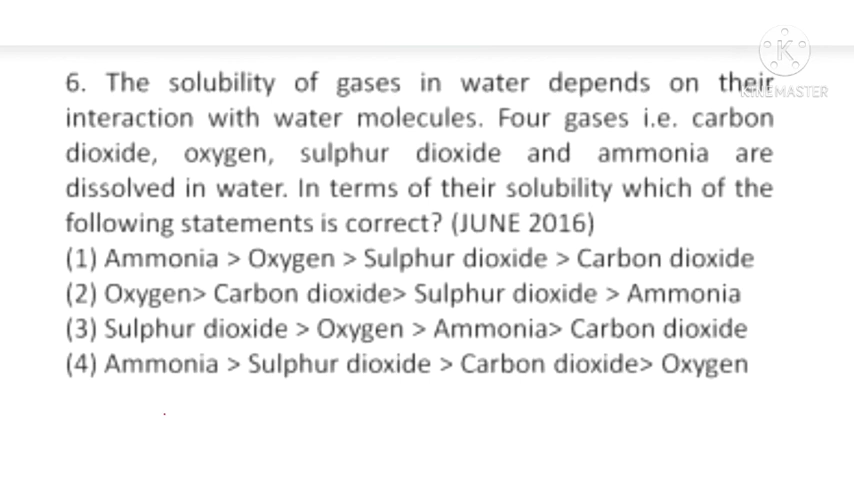 K
KINEMASTER
6. The solubility of gases in water depends on their
interaction with water molecules. Four gases i.e. carbon
dioxide, oxygen, sulphur dioxide and ammonia are
dissolved in water. In terms of their solubility which of the
following statements is correct? (JUNE 2016)
(1) Ammonia > Oxygen > Sulphur dioxide > Carbon dioxide
(2) Oxygen> Carbon dioxide> Sulphur dioxide > Ammonia
(3) Sulphur dioxide > Oxygen > Ammonia> Carbon dioxide
(4) Ammonia > Sulphur dioxide > Carbon dioxide> Oxygen